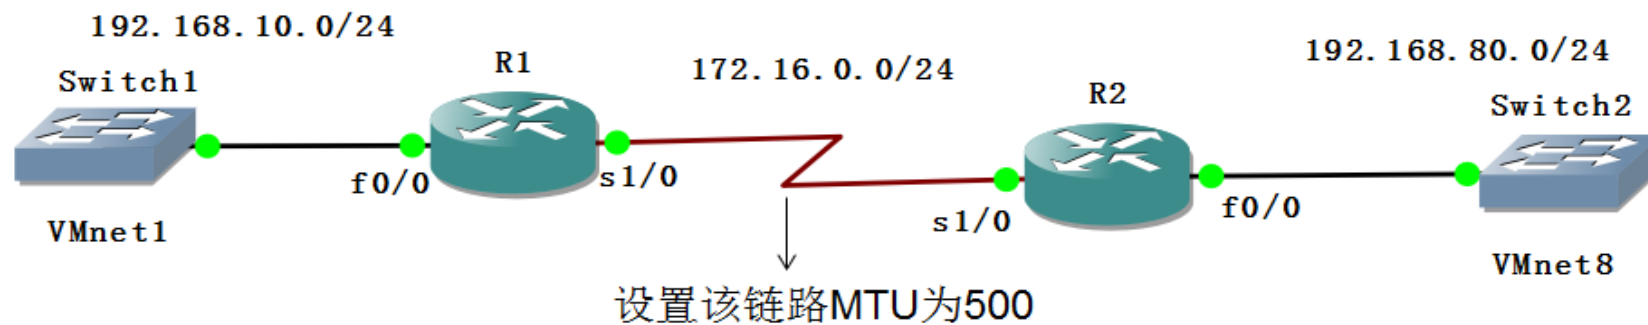 192.168.10.0/24
Switch1
R1
172.16.0.0/24
192.168.80.0/24
R2
Switch2
f0/0
s1/0
s1/0
f0/0
VMnet1
VMnet8
设置该链路MTU为500